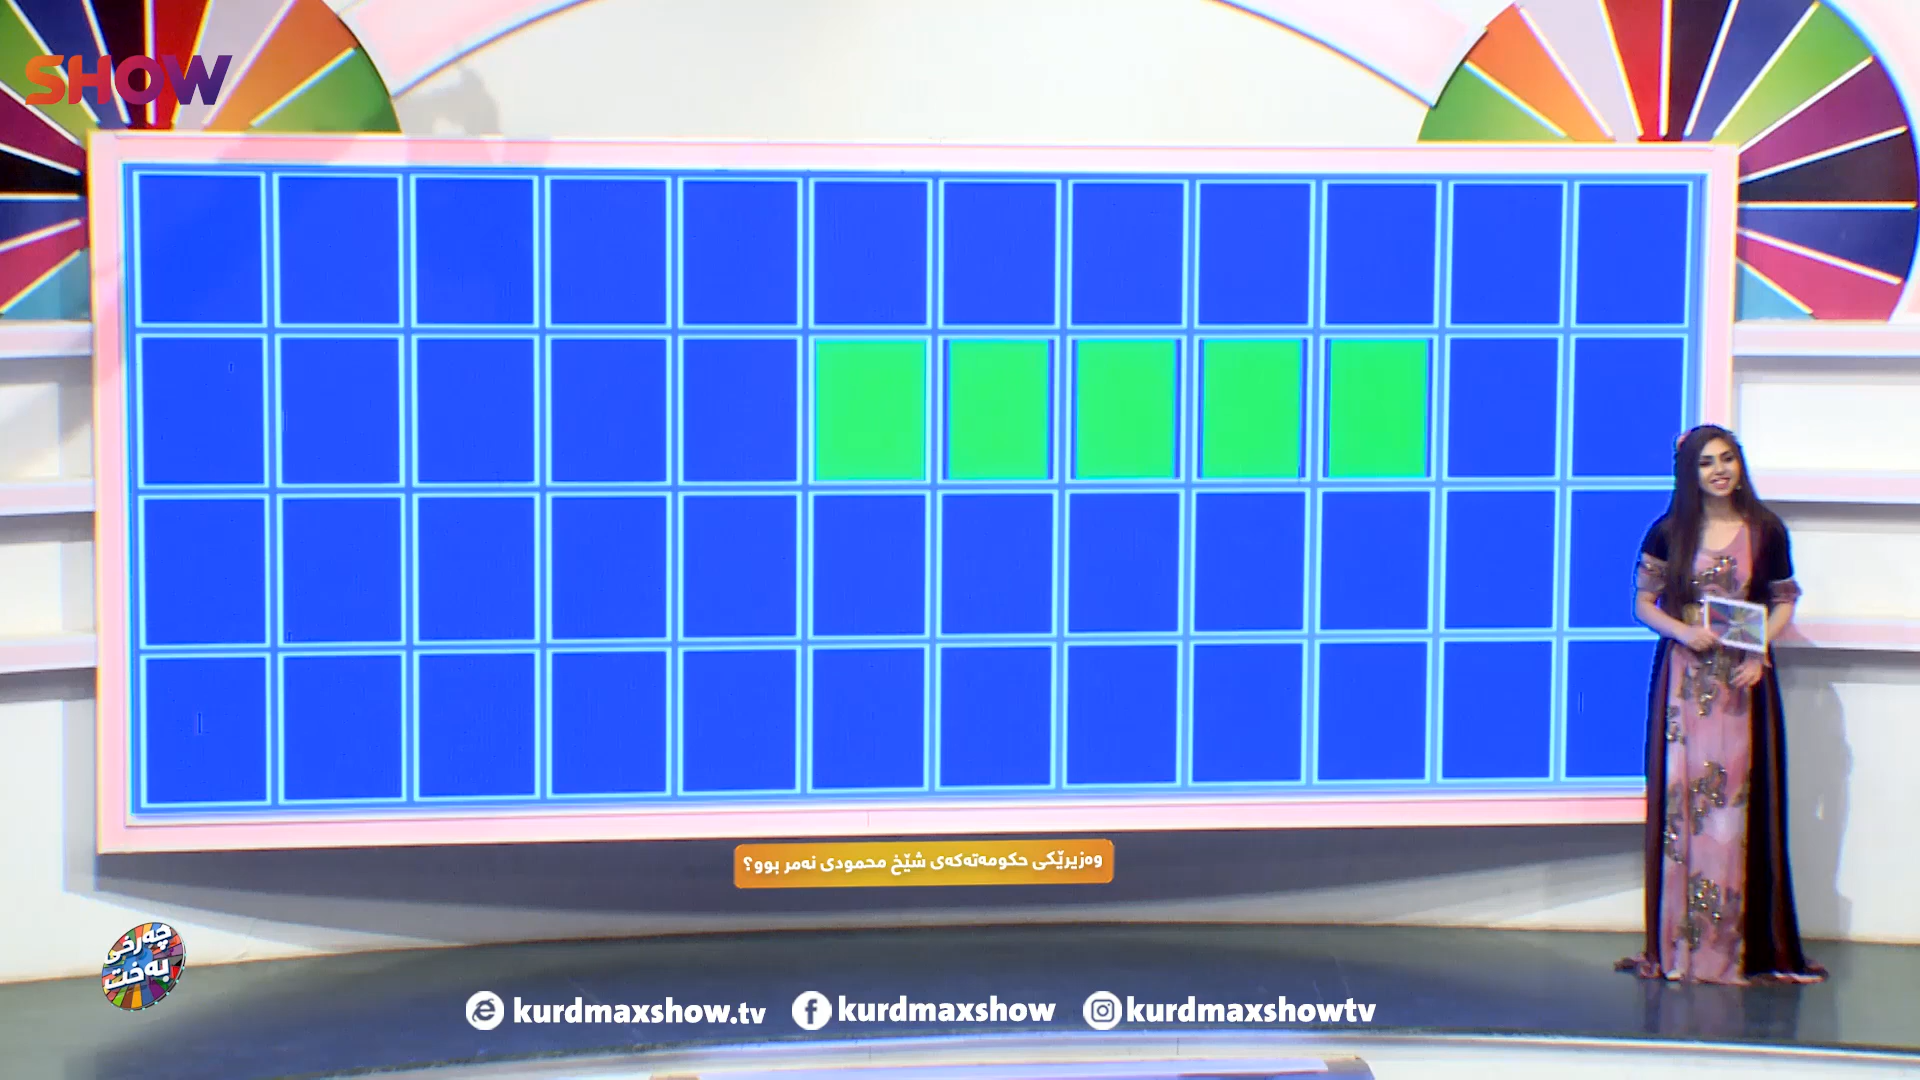 SHOW
وەزیرێکی حکومەتەکەی شێخ محمودی نەمر بوو؟
چەرخی
بەخت
kurdmaxshow.tv kurdmaxshow kurdmaxshowtv